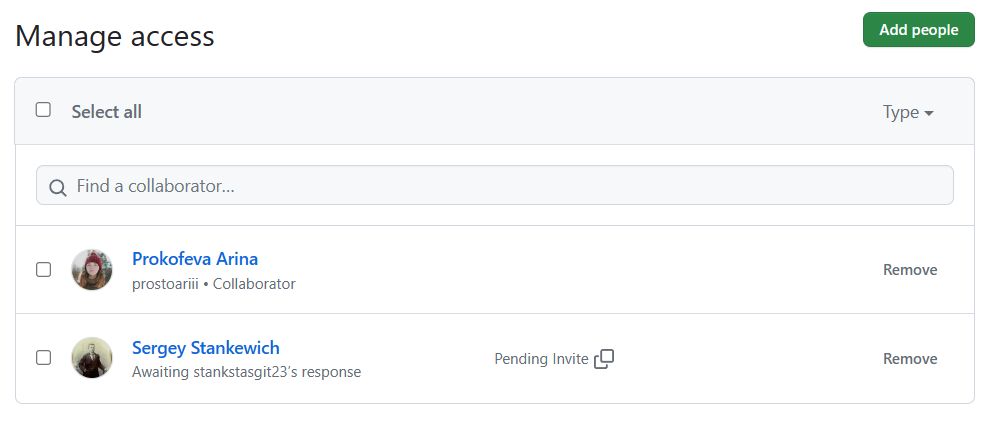 Manage access
Add people
Select all
Type
Find a collaborator...
Prokofeva Arina
prostoariii • Collaborator
Remove
Sergey Stankewich
Awaiting stankstasgit23's response
Pending Invite
Remove